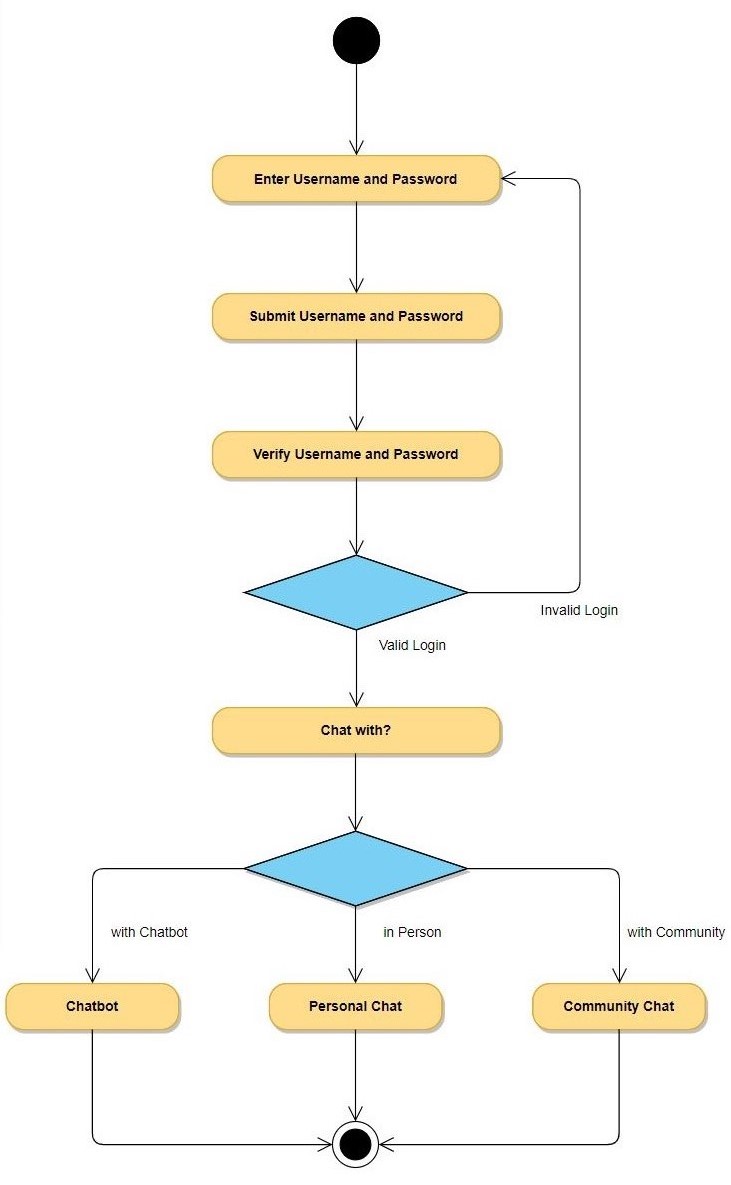 Enter Username and Password
Submit Username and Password
Verify Username and Password
Invalid Login
Valid Login
Chat with?
with Chatbot
in Person
with Community
Chatbot
Personal Chat
Community Chat